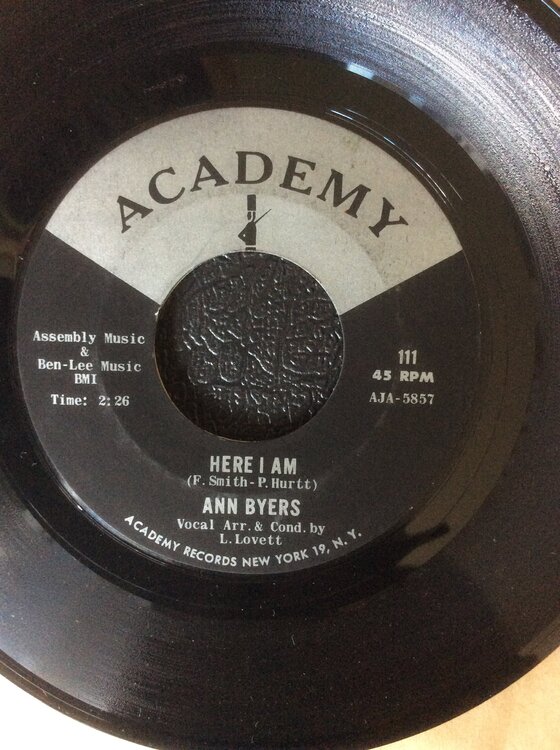 ACADEMY
Assembly Music
&
Ben-Lee Music
BMI
Time: 2:26
111
45 RPM
AJA-5857
HERE I AM
(F. Smith-P. Hurtt)
ANN BYERS
Vocal Arr. & Cond. by
L. Lovett
ACADEMY RECORDS NEW YORK 19, N. Y.